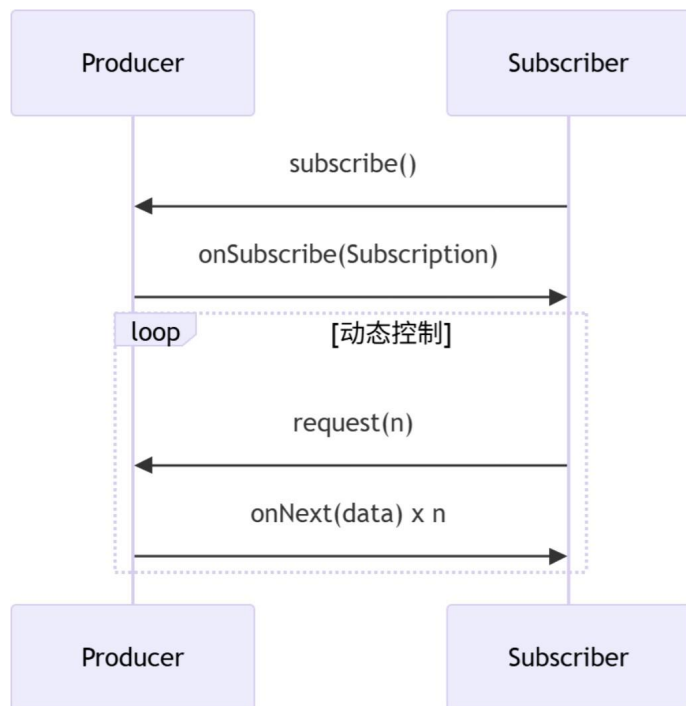 Producer
Subscriber
subscribe()
onSubscribe(Subscription)
loop
[动态控制]
request(n)
onNext(data) x n
Producer
Subscriber